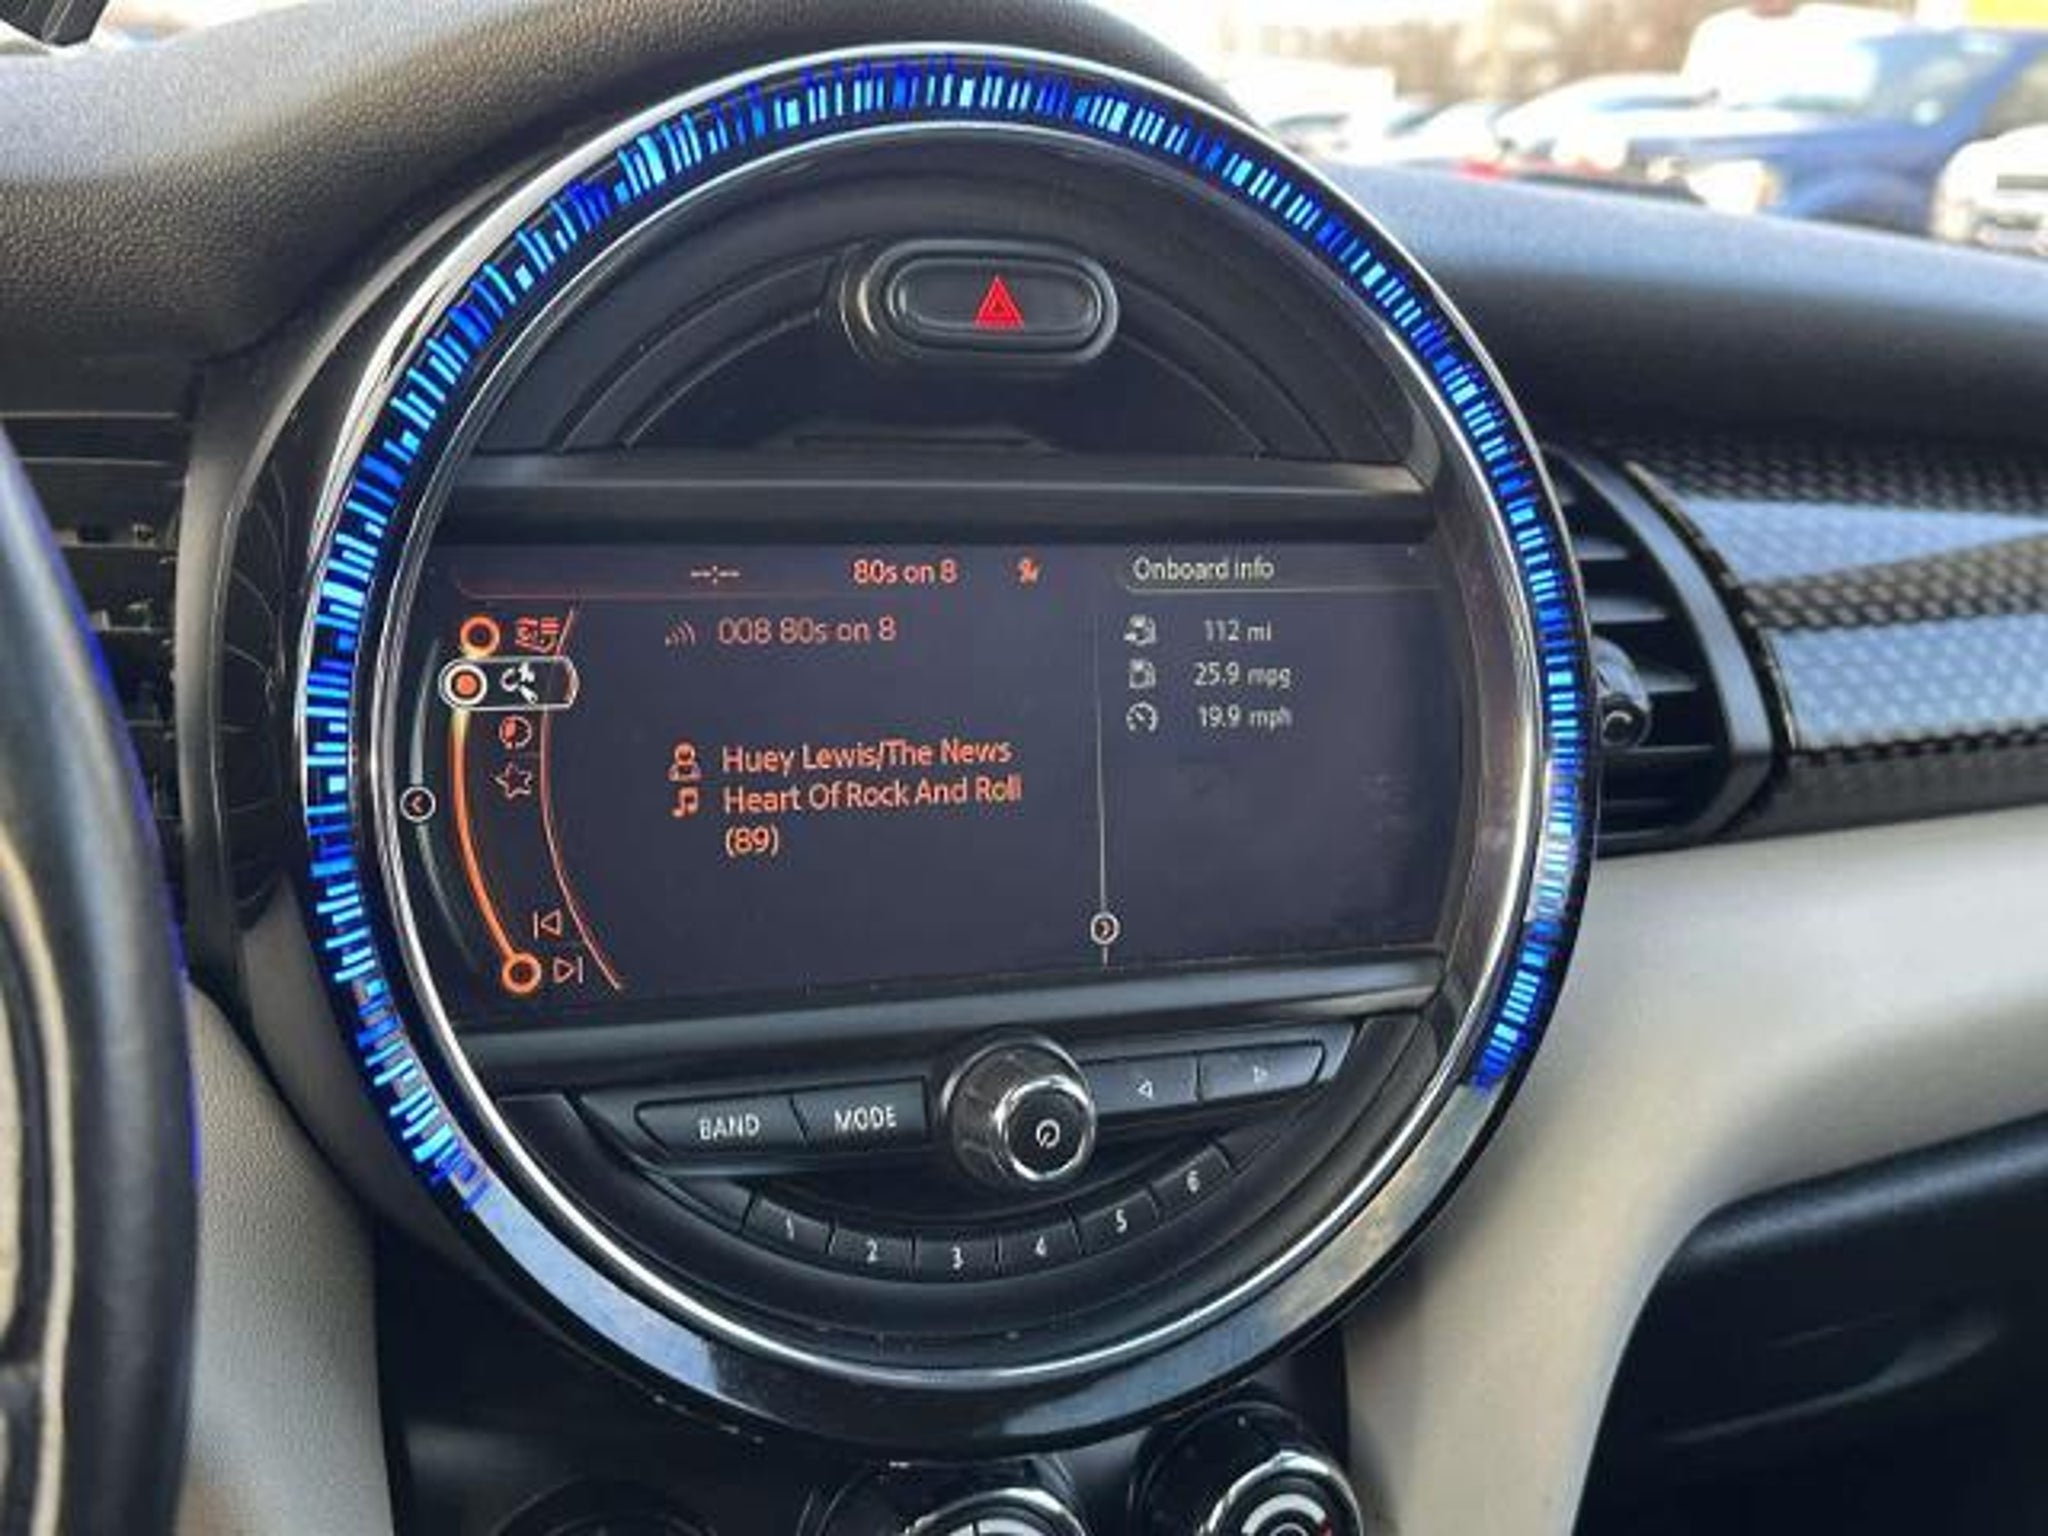 --:-- 80s on 8 Onboard info
008 80s on 8
112 mi
25.9 mpg
19.9 mph
Huey Lewis/The News
Heart Of Rock And Roll
(89)
BAND MODE
1 2 3 4 5 6